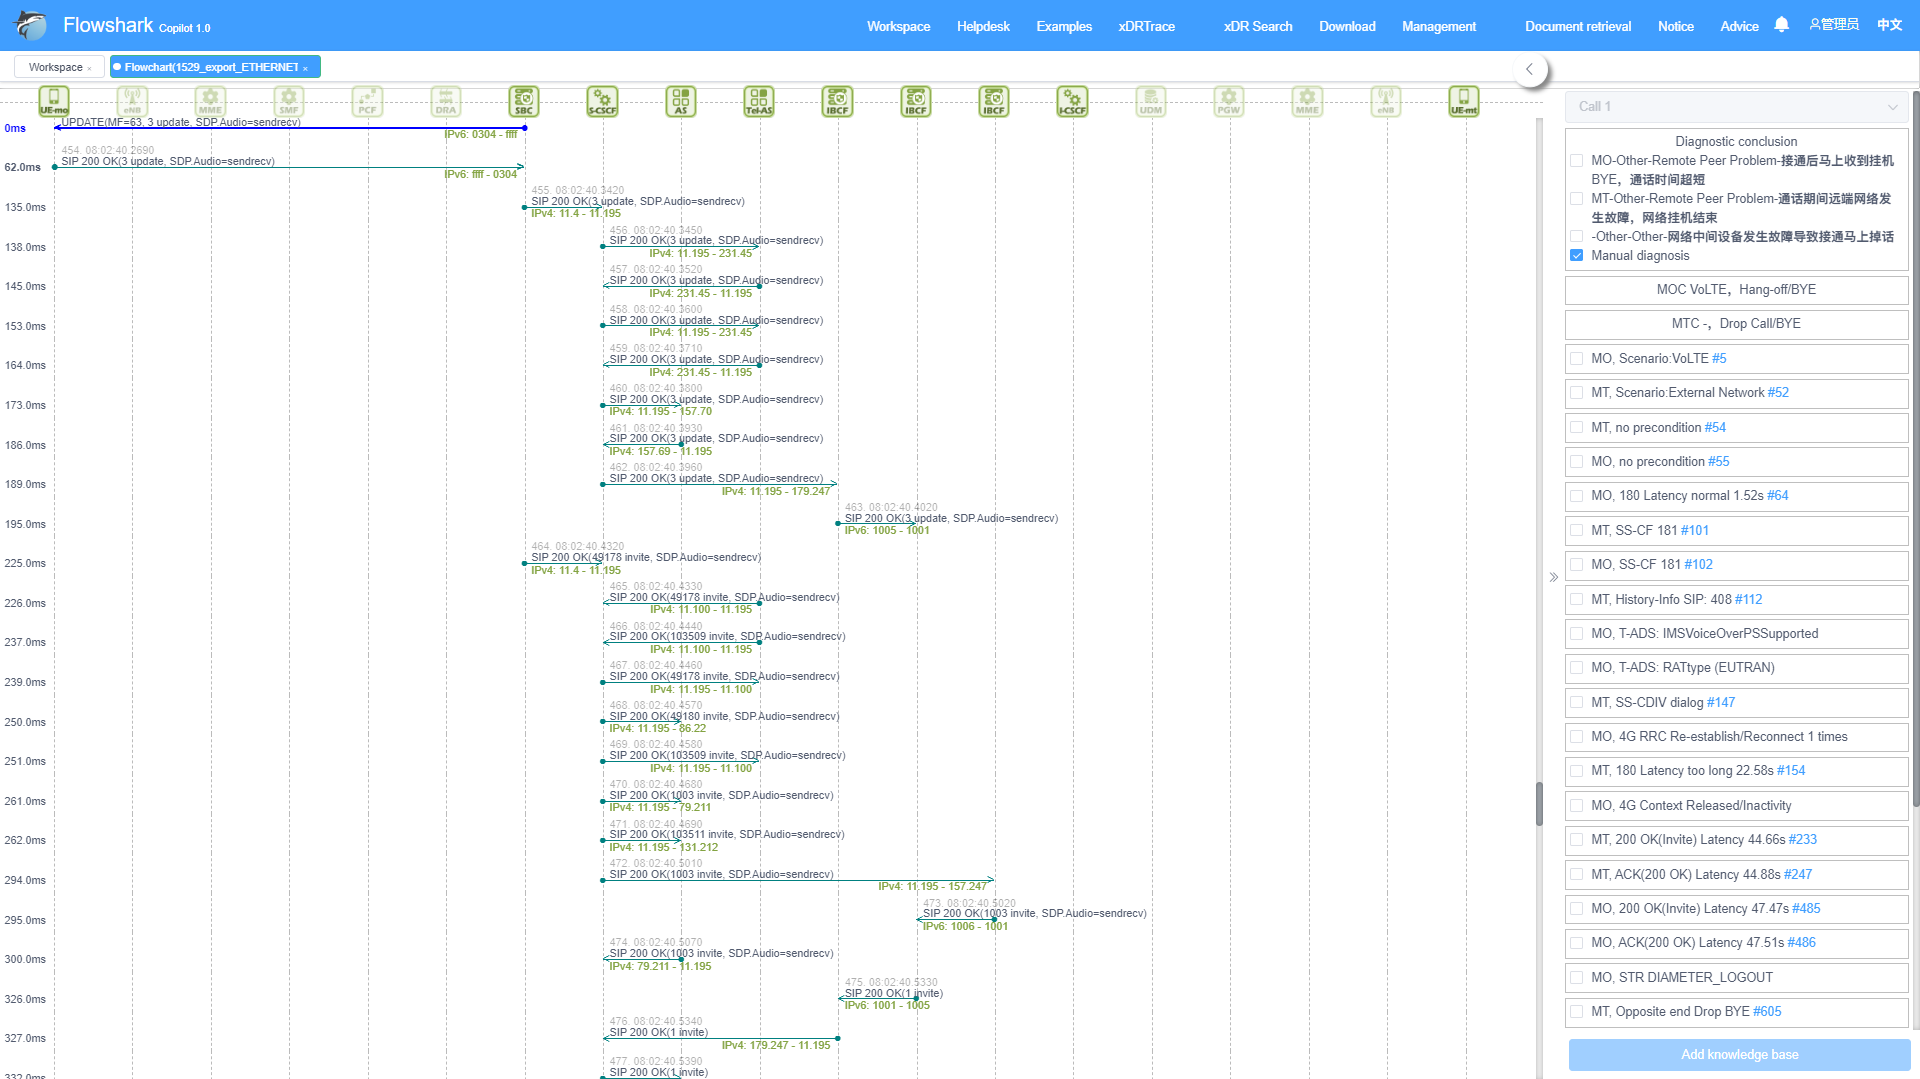 Flowshark Copilot 1.0
Workspace Helpdesk Examples xDRTrace xDR Search Download Management Document retrieval Notice Advice 管理员 中文
Workspace × Flowchart(1529_export_ETHERNET ×
UE-mo eNB MME SMF PCF DRA SBC S-CSCF AS Tel-AS IBCF IBCF IBCF I-CSCF UDM PGW MME eNB UE-mt
0ms UPDATE(MF=63, 3 update, SDP.Audio=sendrecv)
IPv6: 0304 - ffff
454. 08:02:40.2690
62.0ms SIP 200 OK(3 update, SDP.Audio=sendrecv)
IPv6: ffff - 0304
455. 08:02:40.3420
135.0ms SIP 200 OK(3 update, SDP.Audio=sendrecv)
IPv4: 11.4 - 11.195
456. 08:02:40.3450
138.0ms SIP 200 OK(3 update, SDP.Audio=sendrecv)
IPv4: 11.195 - 231.45
457. 08:02:40.3520
145.0ms SIP 200 OK(3 update, SDP.Audio=sendrecv)
IPv4: 231.45 - 11.195
458. 08:02:40.3600
153.0ms SIP 200 OK(3 update, SDP.Audio=sendrecv)
IPv4: 11.195 - 231.45
459. 08:02:40.3710
164.0ms SIP 200 OK(3 update, SDP.Audio=sendrecv)
IPv4: 231.45 - 11.195
460. 08:02:40.3800
173.0ms SIP 200 OK(3 update, SDP.Audio=sendrecv)
IPv4: 11.195 - 157.70
461. 08:02:40.3930
186.0ms SIP 200 OK(3 update, SDP.Audio=sendrecv)
IPv4: 157.69 - 11.195
462. 08:02:40.3960
189.0ms SIP 200 OK(3 update, SDP.Audio=sendrecv)
IPv4: 11.195 - 179.247
463. 08:02:40.4020
195.0ms SIP 200 OK(3 update, SDP.Audio=sendrecv)
IPv6: 1005 - 1001
464. 08:02:40.4320
225.0ms SIP 200 OK(49178 invite, SDP.Audio=sendrecv)
IPv4: 11.4 - 11.195
465. 08:02:40.4330
226.0ms SIP 200 OK(49178 invite, SDP.Audio=sendrecv)
IPv4: 11.100 - 11.195
466. 08:02:40.4440
237.0ms SIP 200 OK(103509 invite, SDP.Audio=sendrecv)
IPv4: 11.100 - 11.195
467. 08:02:40.4460
239.0ms SIP 200 OK(49178 invite, SDP.Audio=sendrecv)
IPv4: 11.195 - 11.100
468. 08:02:40.4570
250.0ms SIP 200 OK(49180 invite, SDP.Audio=sendrecv)
IPv4: 11.195 - 86.22
469. 08:02:40.4580
251.0ms SIP 200 OK(103509 invite, SDP.Audio=sendrecv)
IPv4: 11.195 - 11.100
470. 08:02:40.4680
261.0ms SIP 200 OK(1003 invite, SDP.Audio=sendrecv)
IPv4: 11.195 - 79.211
471. 08:02:40.4690
262.0ms SIP 200 OK(103511 invite, SDP.Audio=sendrecv)
IPv4: 11.195 - 131.212
472. 08:02:40.5010
294.0ms SIP 200 OK(1003 invite, SDP.Audio=sendrecv)
IPv4: 11.195 - 157.247
473. 08:02:40.5020
295.0ms SIP 200 OK(1003 invite, SDP.Audio=sendrecv)
IPv6: 1006 - 1001
474. 08:02:40.5070
300.0ms SIP 200 OK(1003 invite, SDP.Audio=sendrecv)
IPv4: 79.211 - 11.195
475. 08:02:40.5330
326.0ms SIP 200 OK(1 invite)
IPv6: 1001 - 1005
476. 08:02:40.5340
327.0ms SIP 200 OK(1 invite)
IPv4: 179.247 - 11.195
477. 08:02:40.5390
332.0ms SIP 200 OK(1 invite)
Call 1
Diagnostic conclusion
MO-Other-Remote Peer Problem-接通后马上收到挂机
BYE，通话时间超短
MT-Other-Remote Peer Problem-通话期间远端网络发
生故障，网络挂机结束
-Other-Other-网络中间设备发生故障导致接通马上掉话
Manual diagnosis
MOC VoLTE，Hang-off/BYE
MTC -，Drop Call/BYE
MO, Scenario:VoLTE #5
MT, Scenario:External Network #52
MT, no precondition #54
MO, no precondition #55
MO, 180 Latency normal 1.52s #64
MT, SS-CF 181 #101
MO, SS-CF 181 #102
MT, History-Info SIP: 408 #112
MO, T-ADS: IMSVoiceOverPSSupported
MO, T-ADS: RATtype (EUTRAN)
MT, SS-CDIV dialog #147
MO, 4G RRC Re-establish/Reconnect 1 times
MT, 180 Latency too long 22.58s #154
MO, 4G Context Released/Inactivity
MT, 200 OK(Invite) Latency 44.66s #233
MT, ACK(200 OK) Latency 44.88s #247
MO, 200 OK(Invite) Latency 47.47s #485
MO, ACK(200 OK) Latency 47.51s #486
MO, STR DIAMETER_LOGOUT
MT, Opposite end Drop BYE #605
Add knowledge base